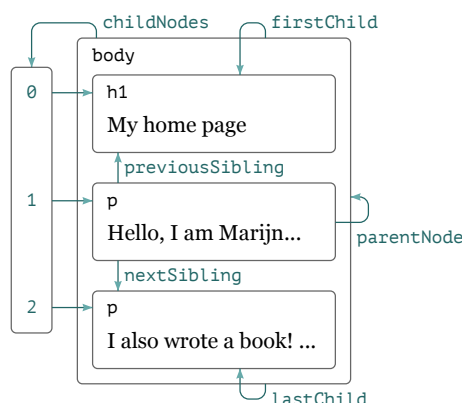 childNodes
firstChild
body
0
h1
My home page
previousSibling
1
p
Hello, I am Marijn...
parentNode
nextSibling
2
p
I also wrote a book! ...
lastChild